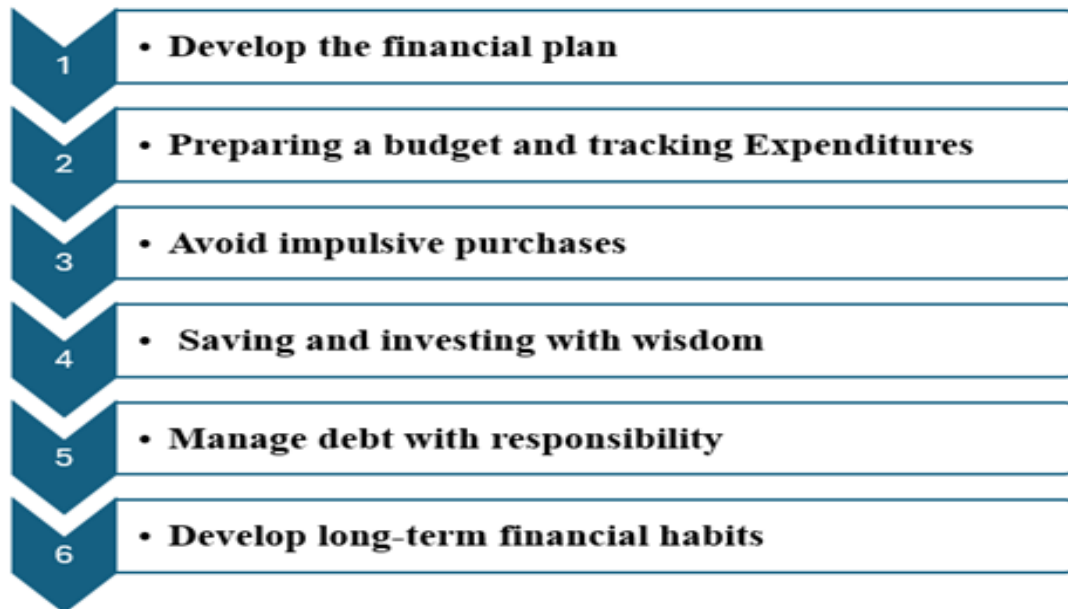 1 • Develop the financial plan
2 • Preparing a budget and tracking Expenditures
3 • Avoid impulsive purchases
4 • Saving and investing with wisdom
5 • Manage debt with responsibility
6 • Develop long-term financial habits